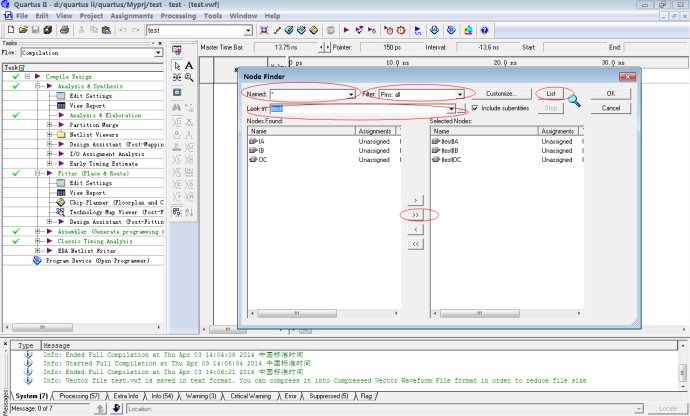 Quartus II - d:/quartus ii/quartus/Myprj/test - test - [test.vwf]
File Edit View Project Assignments Processing Tools Window Help
test
Tasks
Flow: Compilation
Task
Compile Design
Analysis & Synthesis
Edit Settings
View Report
Analysis & Elaboration
Partition Merge
Netlist Viewers
Design Assistant (Post-Mapping
I/O Assignment Analysis
Early Timing Estimate
Fitter (Place & Route)
Edit Settings
View Report
Chip Planner (Floorplan and C
Technology Map Viewer (Post-F
Design Assistant (Post-Fitting
Assembler (Generate programming f
Classic Timing Analysis
EDA Netlist Writer
Program Device (Open Programmer)
Master Time Bar: 13.75 ns Pointer: 150 ps Interval: -13.6 ns Start: End:
0 ps 10.0 ns 20.0 ns 30.0 ns
Node Finder
Named: * Filter: Pins: all Customize... List OK
Look in: test Include subentities Stop Cancel
Nodes Found: Selected Nodes:
Name Assignments Name Assignments
IA Unassigned |test|IA Unassigned
IB Unassigned |test|IB Unassigned
OC Unassigned |test|OC Unassigned
>
>>
<
<<
Type Message
Info: Ended Full Compilation at Thu Apr 03 14:04:08 2014 中国标准时间
Info: Started Full Compilation at Thu Apr 03 14:06:04 2014 中国标准时间
Info: Ended Full Compilation at Thu Apr 03 14:06:21 2014 中国标准时间
Info: Vector file test.vwf is saved in text format. You can compress it into Compressed Vector Waveform File format in order to reduce file size
System (7) Processing (57) Extra Info Info (54) Warning (3) Critical Warning Error Suppressed (5) Flag
Message: 0 of 7 Location: Locate
Messages